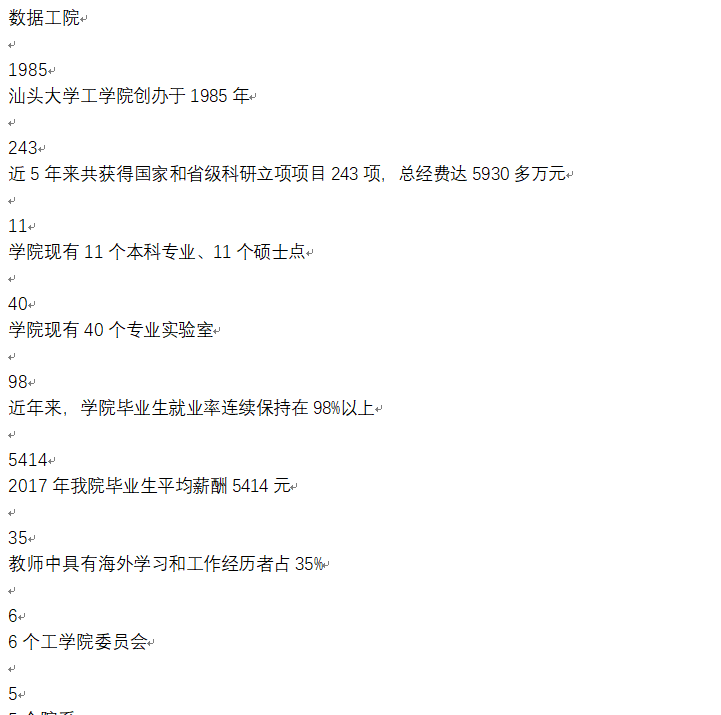 数据工院
1985
汕头大学工学院创办于 1985 年
243
近 5 年来共获得国家和省级科研立项项目 243 项，总经费达 5930 多万元
11
学院现有 11 个本科专业、11 个硕士点
40
学院现有 40 个专业实验室
98
近年来，学院毕业生就业率连续保持在 98%以上
5414
2017 年我院毕业生平均薪酬 5414 元
35
教师中具有海外学习和工作经历者占 35%
6
6 个工学院委员会
5